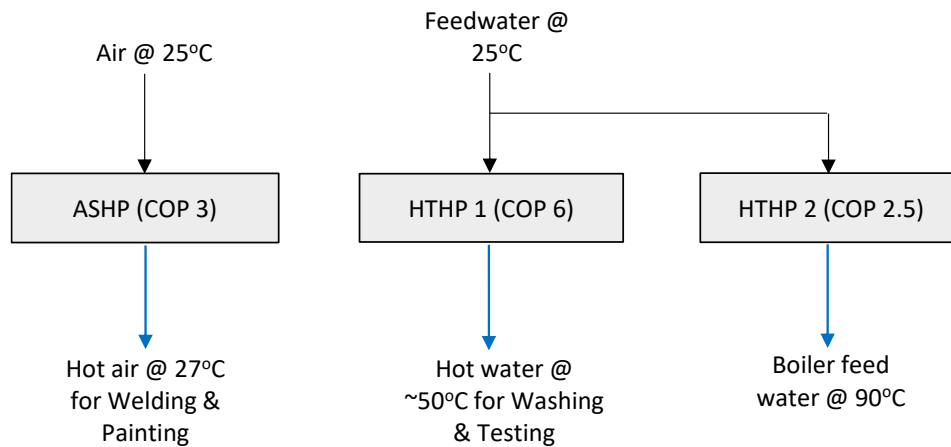 Air @ 25°C
Feedwater @
25°C
ASHP (COP 3)
HTHP 1 (COP 6)
HTHP 2 (COP 2.5)
Hot air @ 27°C
for Welding &
Painting
Hot water @
~50°C for Washing
& Testing
Boiler feed
water @ 90°C